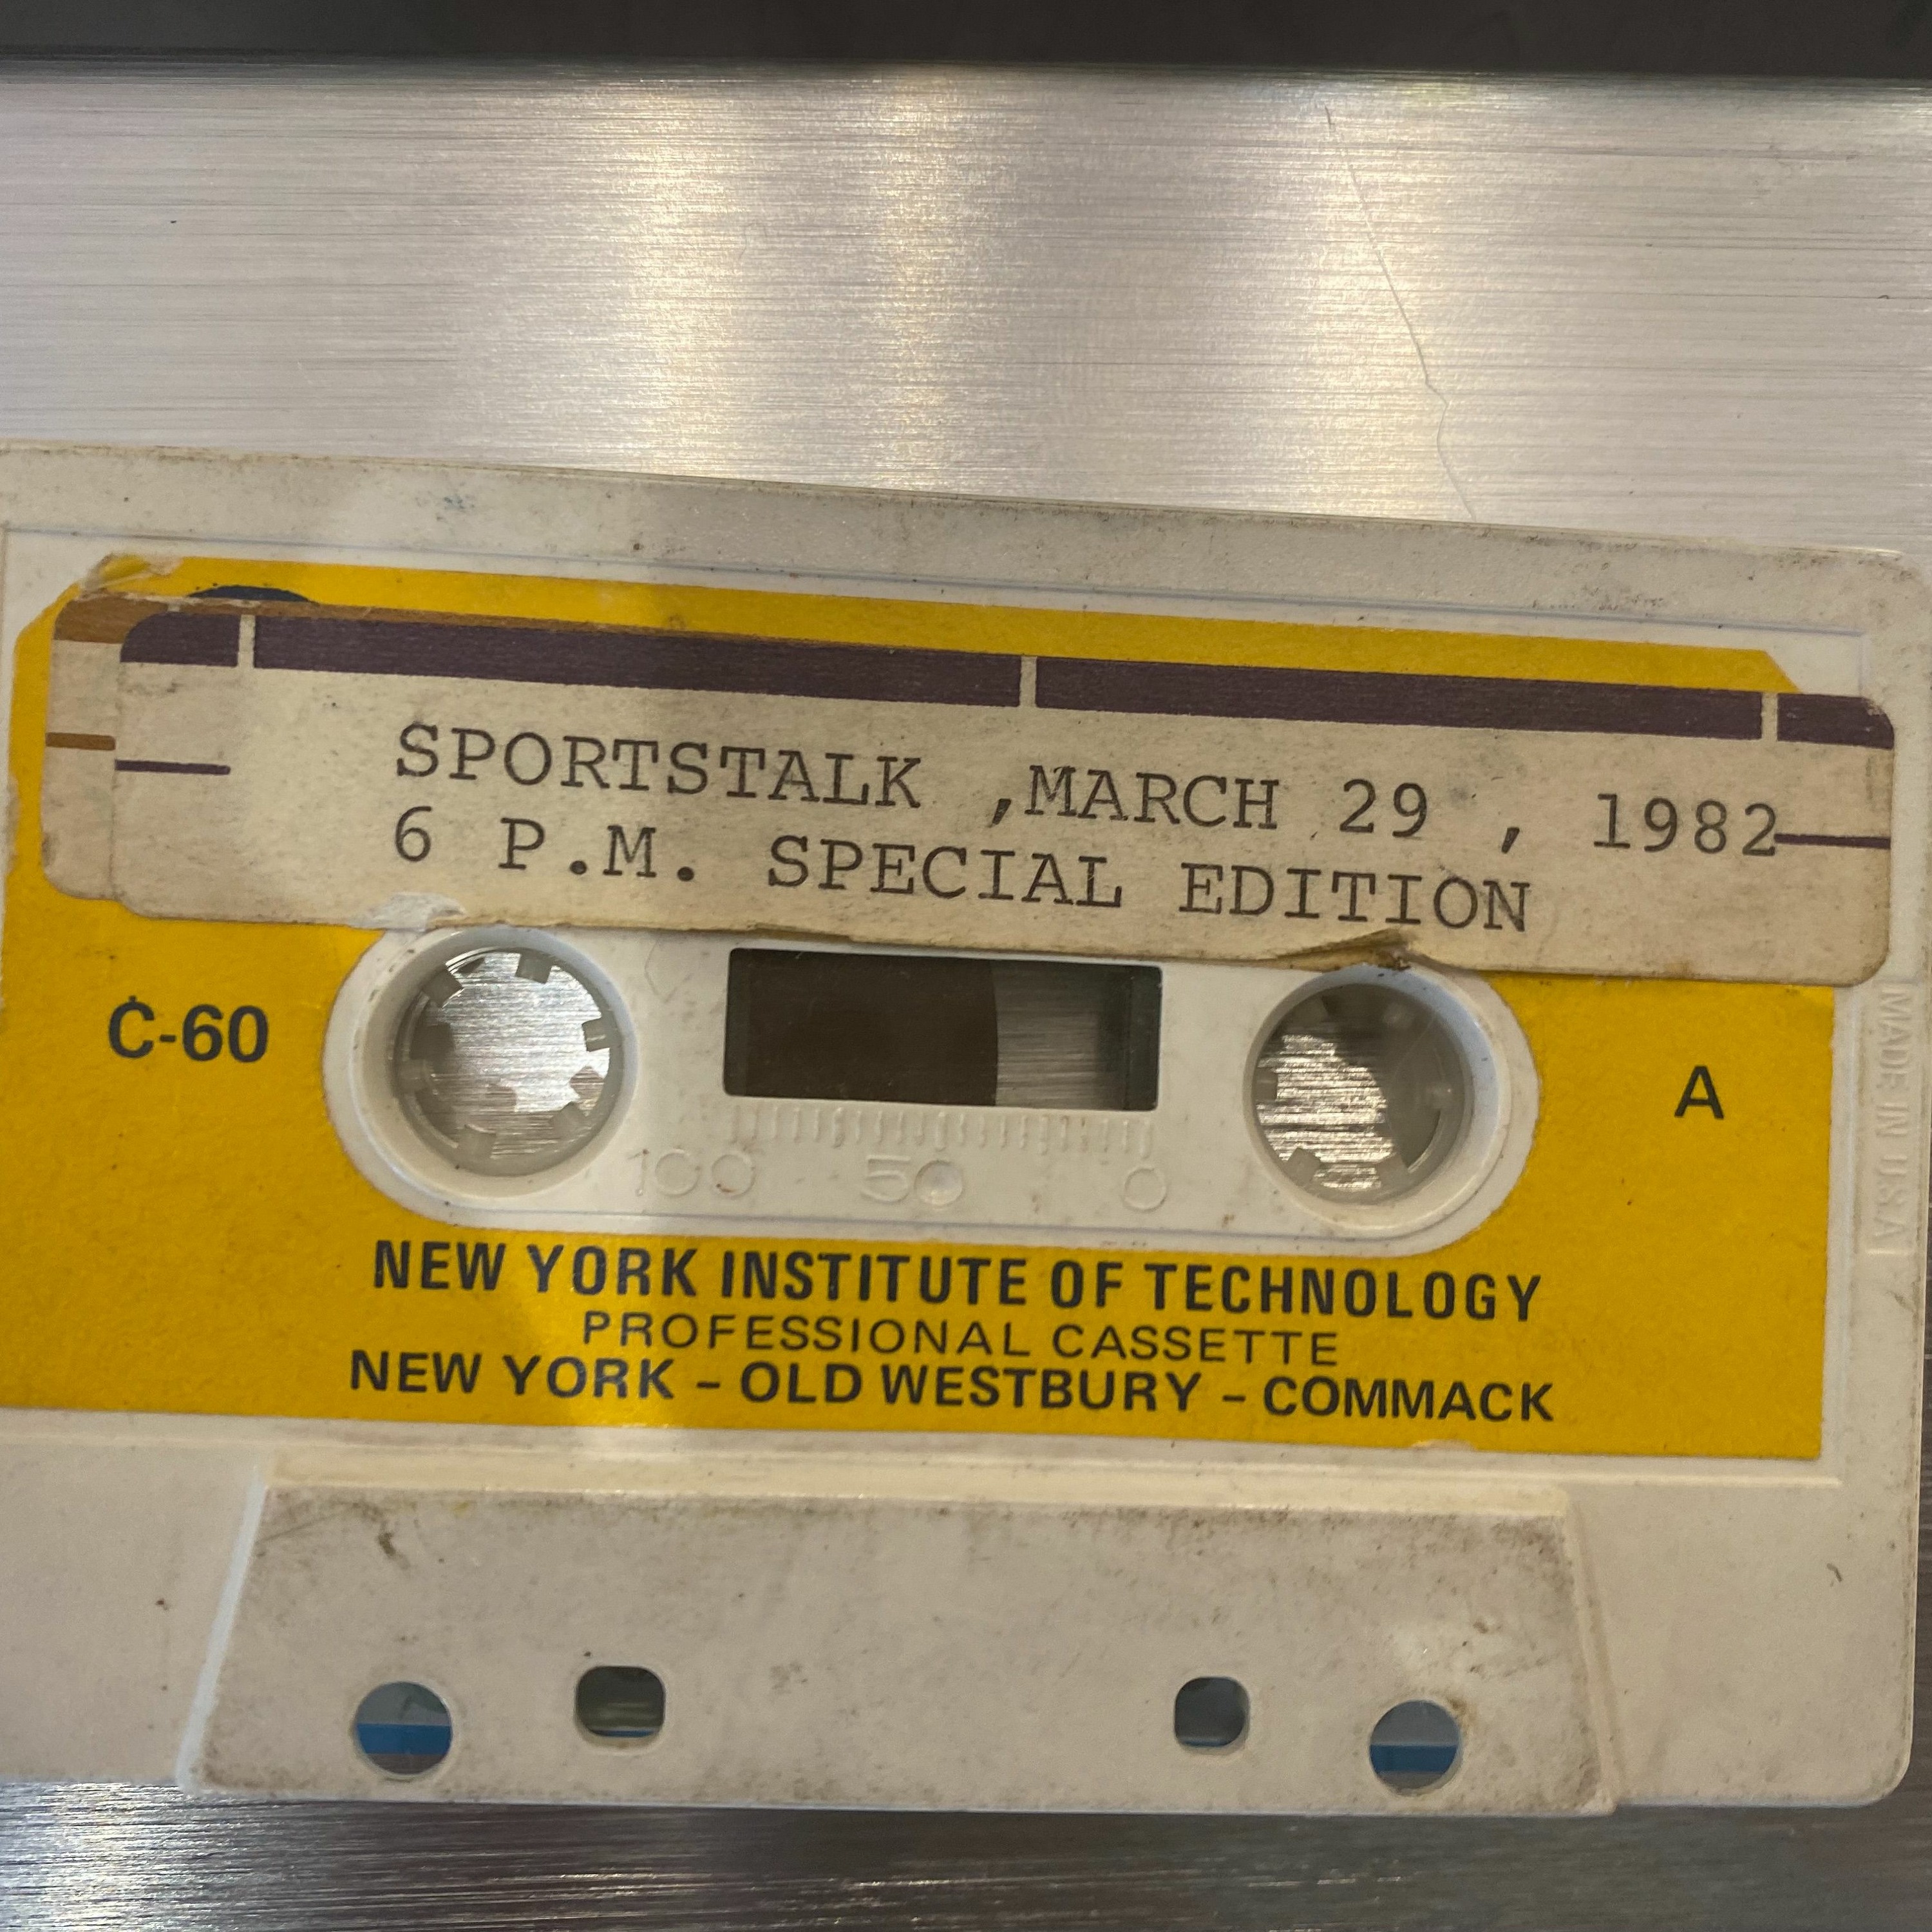 SPORTSTALK ,MARCH 29 , 1982
6 P.M. SPECIAL EDITION
C-60
A
100 50 0
NEW YORK INSTITUTE OF TECHNOLOGY
PROFESSIONAL CASSETTE
NEW YORK - OLD WESTBURY - COMMACK
MADE IN U.S.A